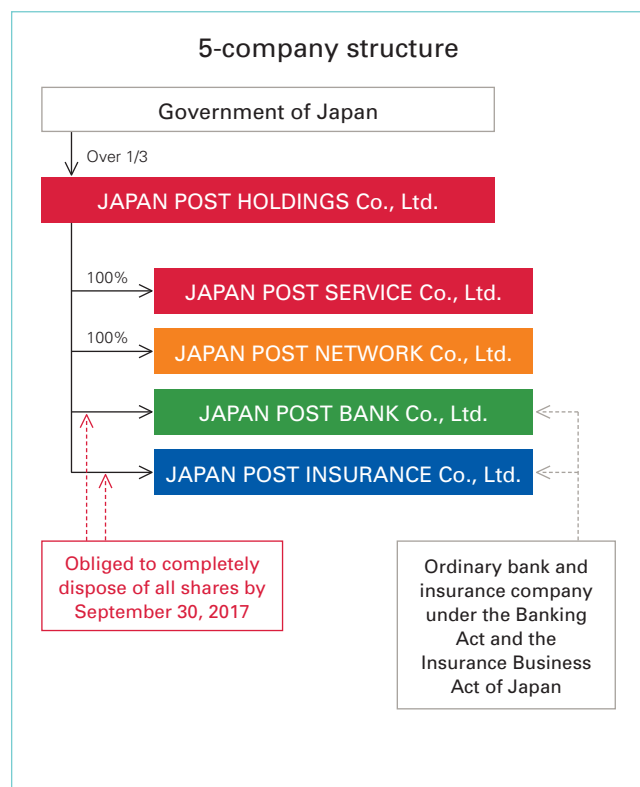 5-company structure
Government of Japan
Over 1/3
JAPAN POST HOLDINGS Co., Ltd.
100%
JAPAN POST SERVICE Co., Ltd.
100%
JAPAN POST NETWORK Co., Ltd.
JAPAN POST BANK Co., Ltd.
JAPAN POST INSURANCE Co., Ltd.
Obliged to completely
dispose of all shares by
September 30, 2017
Ordinary bank and
insurance company
under the Banking
Act and the
Insurance Business
Act of Japan